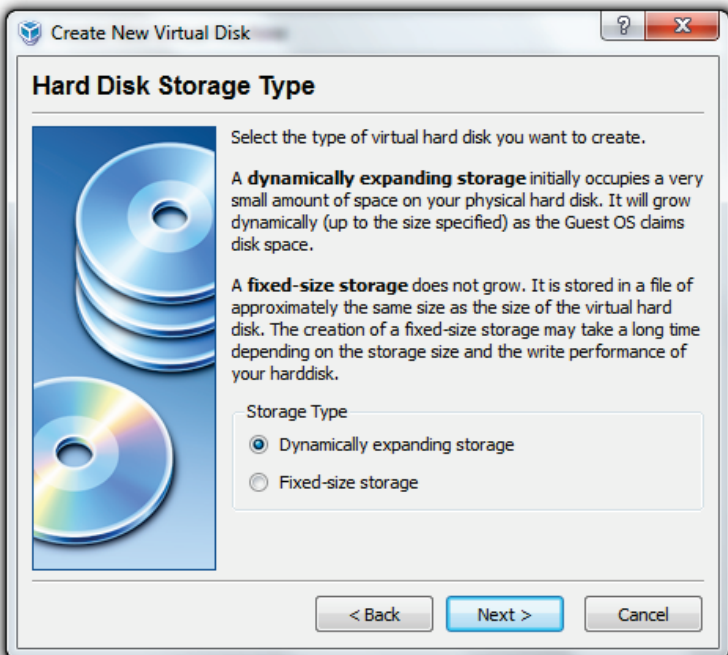 Create New Virtual Disk
Hard Disk Storage Type
Select the type of virtual hard disk you want to create.
A dynamically expanding storage initially occupies a very
small amount of space on your physical hard disk. It will grow
dynamically (up to the size specified) as the Guest OS claims
disk space.
A fixed-size storage does not grow. It is stored in a file of
approximately the same size as the size of the virtual hard
disk. The creation of a fixed-size storage may take a long time
depending on the storage size and the write performance of
your harddisk.
Storage Type
Dynamically expanding storage
Fixed-size storage
< Back
Next >
Cancel